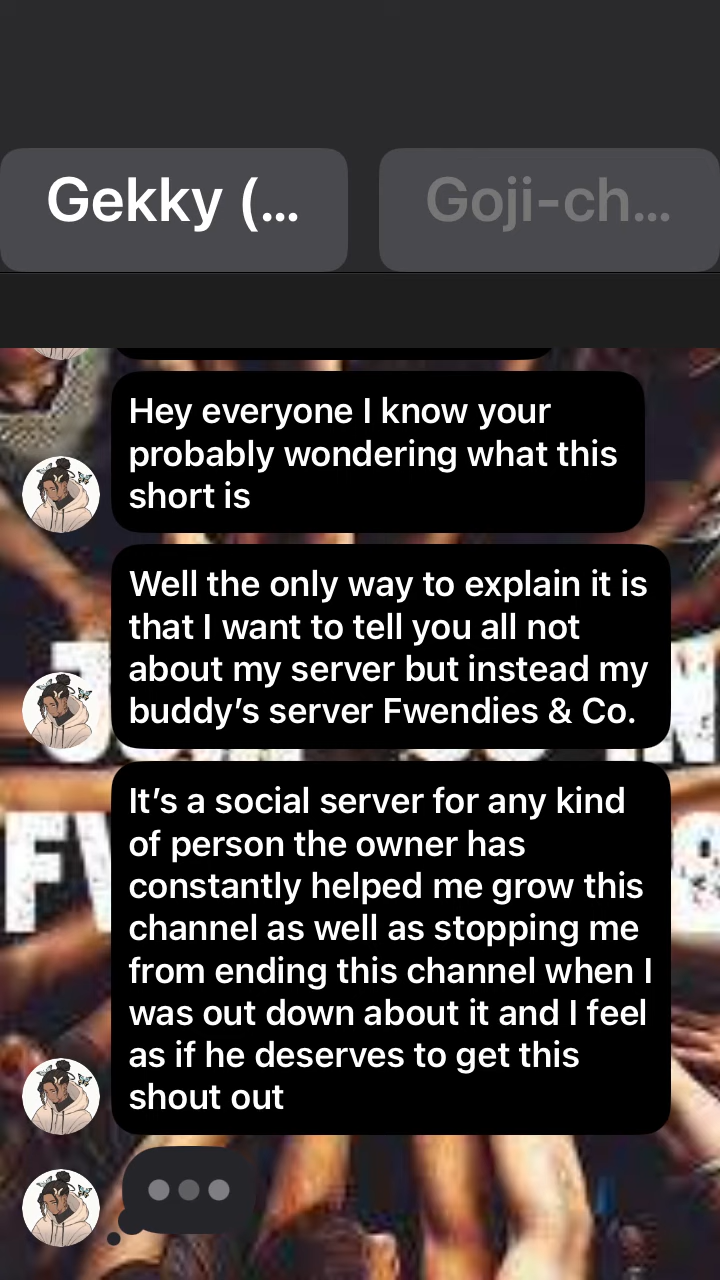 Gekky (...
Goji-ch...
Hey everyone I know your
probably wondering what this
short is
Well the only way to explain it is
that I want to tell you all not
about my server but instead my
buddy’s server Fwendies & Co.
It’s a social server for any kind
of person the owner has
constantly helped me grow this
channel as well as stopping me
from ending this channel when I
was out down about it and I feel
as if he deserves to get this
shout out